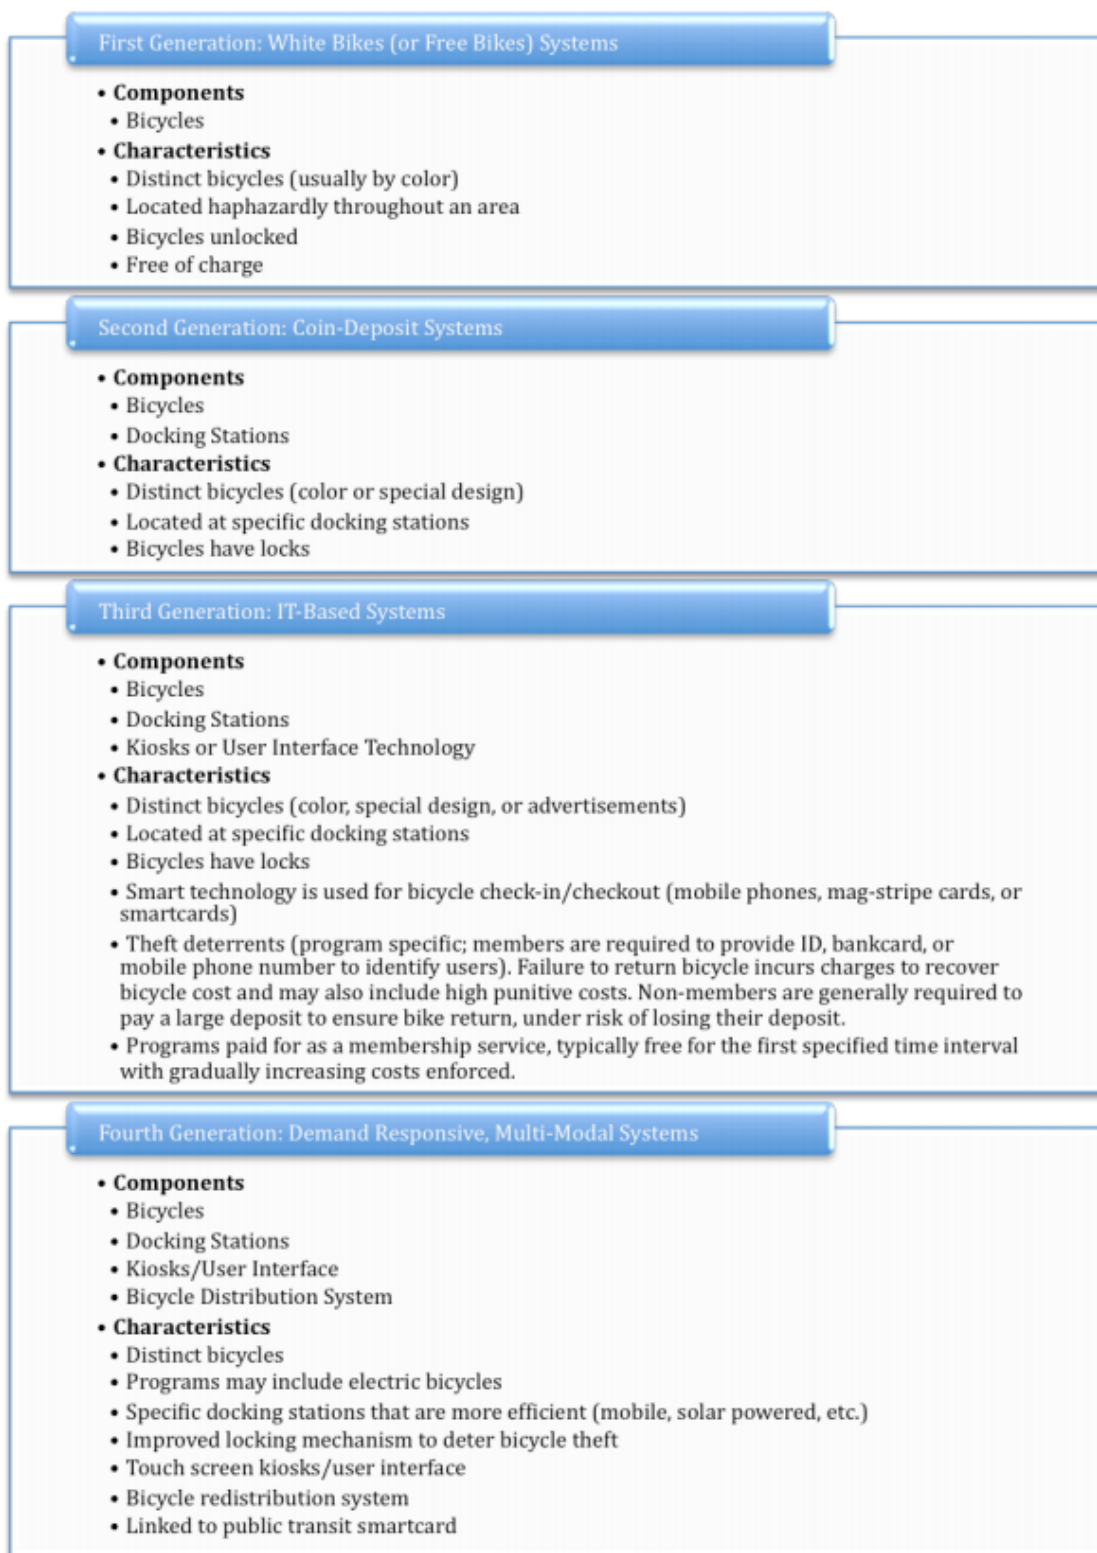 First Generation: White Bikes (or Free Bikes) Systems
• Components
• Bicycles
• Characteristics
• Distinct bicycles (usually by color)
• Located haphazardly throughout an area
• Bicycles unlocked
• Free of charge
Second Generation: Coin-Deposit Systems
• Components
• Bicycles
• Docking Stations
• Characteristics
• Distinct bicycles (color or special design)
• Located at specific docking stations
• Bicycles have locks
Third Generation: IT-Based Systems
• Components
• Bicycles
• Docking Stations
• Kiosks or User Interface Technology
• Characteristics
• Distinct bicycles (color, special design, or advertisements)
• Located at specific docking stations
• Bicycles have locks
• Smart technology is used for bicycle check-in/checkout (mobile phones, mag-stripe cards, or
smartcards)
• Theft deterrents (program specific; members are required to provide ID, bankcard, or
mobile phone number to identify users). Failure to return bicycle incurs charges to recover
bicycle cost and may also include high punitive costs. Non-members are generally required to
pay a large deposit to ensure bike return, under risk of losing their deposit.
• Programs paid for as a membership service, typically free for the first specified time interval
with gradually increasing costs enforced.
Fourth Generation: Demand Responsive, Multi-Modal Systems
• Components
• Bicycles
• Docking Stations
• Kiosks/User Interface
• Bicycle Distribution System
• Characteristics
• Distinct bicycles
• Programs may include electric bicycles
• Specific docking stations that are more efficient (mobile, solar powered, etc.)
• Improved locking mechanism to deter bicycle theft
• Touch screen kiosks/user interface
• Bicycle redistribution system
• Linked to public transit smartcard